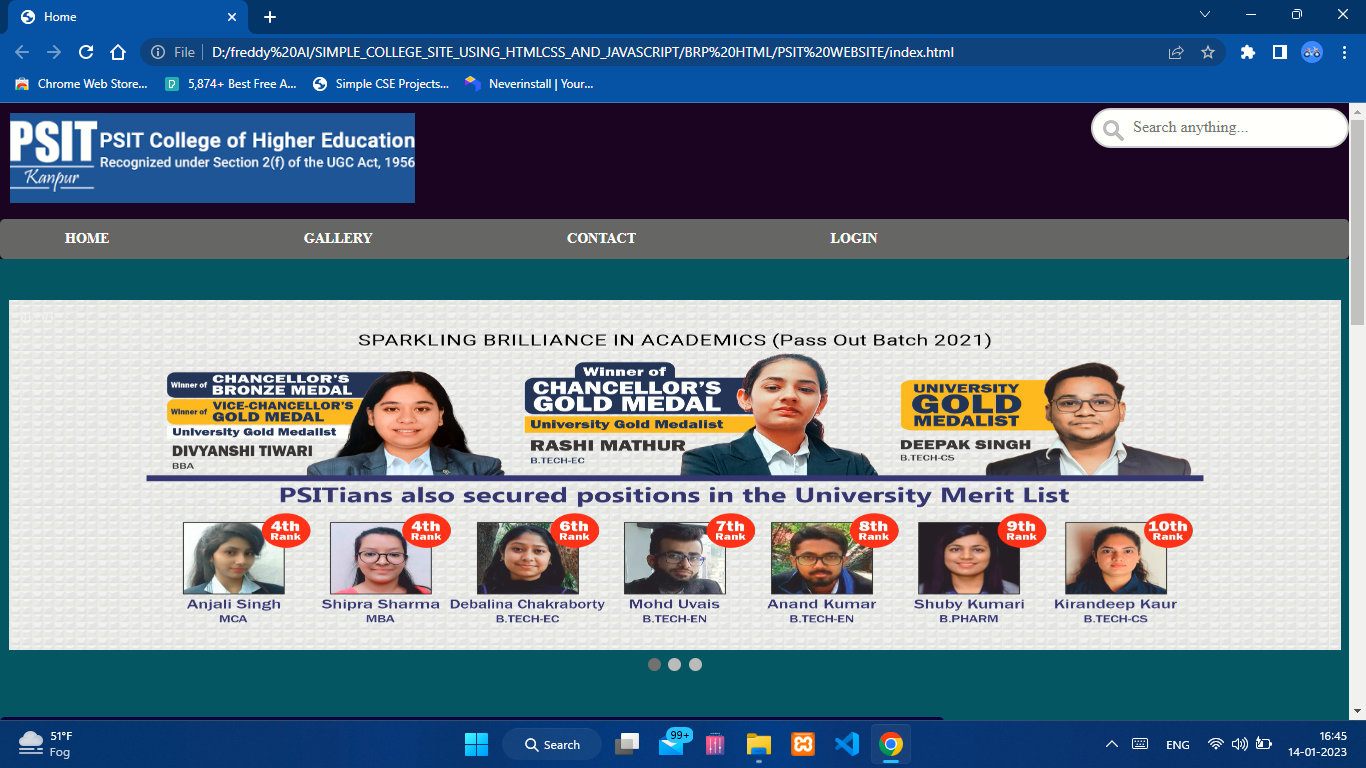 Home
File
D:/freddy%20AI/SIMPLE_COLLEGE_SITE_USING_HTMLCSS_AND_JAVASCRIPT/BRP%20HTML/PSIT%20WEBSITE/index.html
Chrome Web Store...
5,874+ Best Free A...
Simple CSE Projects...
Neverinstall | Your...
PSIT
Kanpur
PSIT College of Higher Education
Recognized under Section 2(f) of the UGC Act, 1956
Search anything...
HOME
GALLERY
CONTACT
LOGIN
SPARKLING BRILLIANCE IN ACADEMICS (Pass Out Batch 2021)
Winner of CHANCELLOR'S
BRONZE MEDAL
Winner of VICE-CHANCELLOR'S
GOLD MEDAL
University Gold Medalist
DIVYANSHI TIWARI
BBA
Winner of
CHANCELLOR'S
GOLD MEDAL
University Gold Medalist
RASHI MATHUR
B.TECH-EC
UNIVERSITY
GOLD
MEDALIST
DEEPAK SINGH
B.TECH-CS
PSITians also secured positions in the University Merit List
4th
Rank
Anjali Singh
MCA
4th
Rank
Shipra Sharma
MBA
6th
Rank
Debalina Chakraborty
B.TECH-EC
7th
Rank
Mohd Uvais
B.TECH-EN
8th
Rank
Anand Kumar
B.TECH-EN
9th
Rank
Shuby Kumari
B.PHARM
10th
Rank
Kirandeep Kaur
B.TECH-CS
51°F
Fog
Search
99+
ENG
16:45
14-01-2023